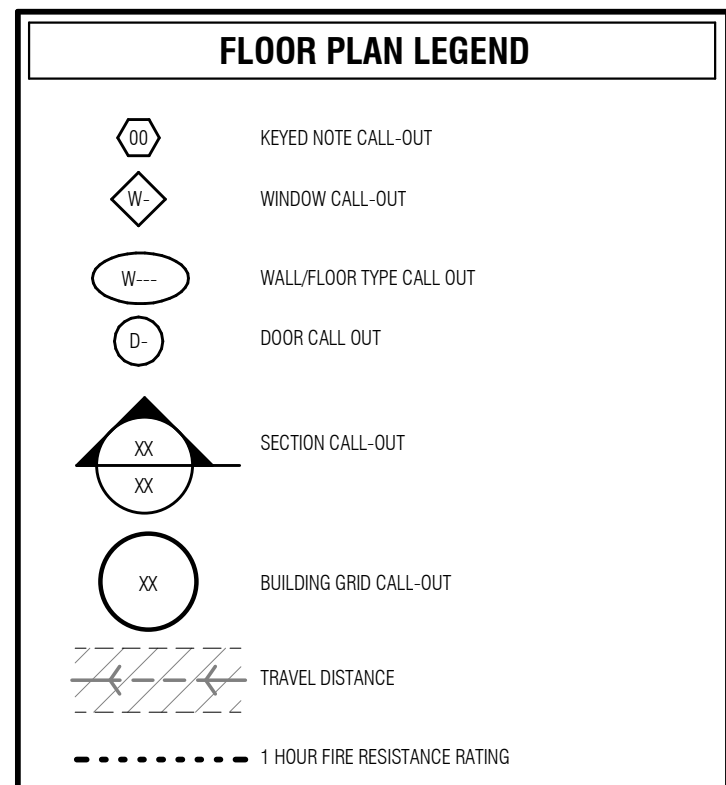 FLOOR PLAN LEGEND
00 KEYED NOTE CALL-OUT
W- WINDOW CALL-OUT
W--- WALL/FLOOR TYPE CALL OUT
D- DOOR CALL OUT
XX SECTION CALL-OUT
XX
XX BUILDING GRID CALL-OUT
TRAVEL DISTANCE
1 HOUR FIRE RESISTANCE RATING